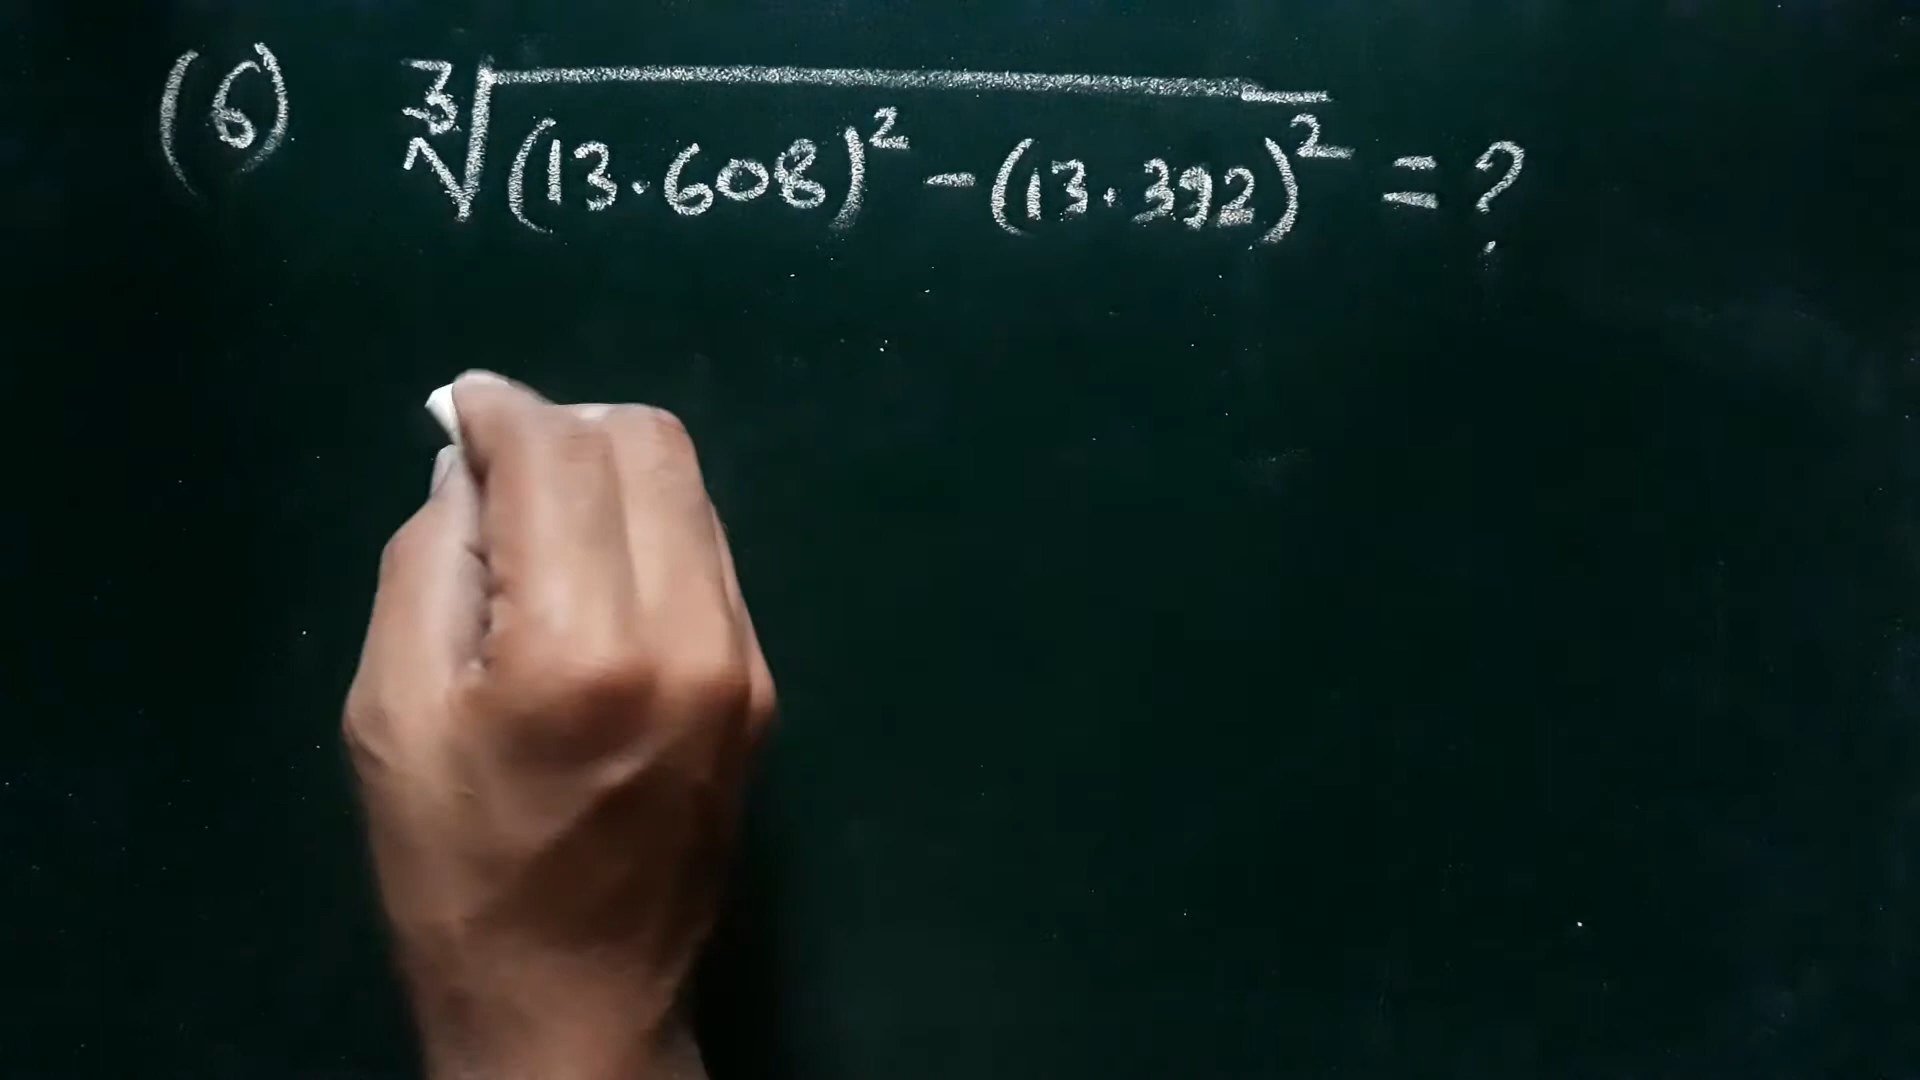 (6) ∛((13.608)² - (13.392)²) = ?